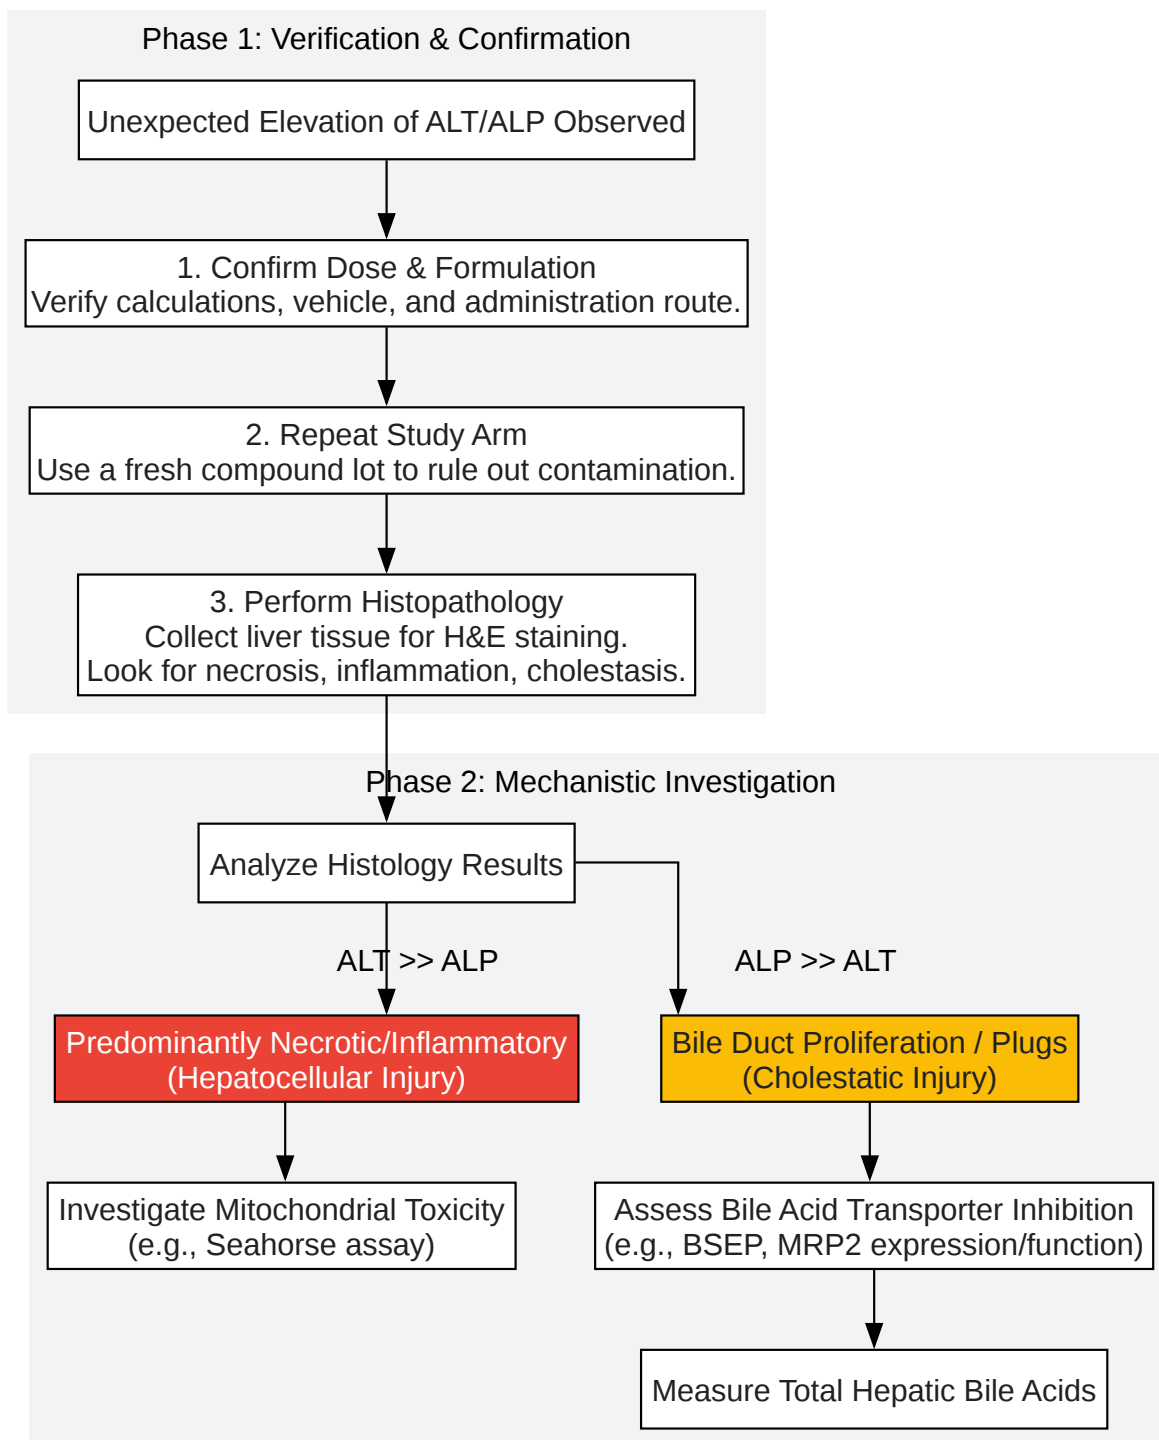 Phase 1: Verification & Confirmation
Unexpected Elevation of ALT/ALP Observed
1. Confirm Dose & Formulation
Verify calculations, vehicle, and administration route.
2. Repeat Study Arm
Use a fresh compound lot to rule out contamination.
3. Perform Histopathology
Collect liver tissue for H&E staining.
Look for necrosis, inflammation, cholestasis.
Phase 2: Mechanistic Investigation
Analyze Histology Results
ALT >> ALP
ALP >> ALT
Predominantly Necrotic/Inflammatory
(Hepatocellular Injury)
Bile Duct Proliferation / Plugs
(Cholestatic Injury)
Investigate Mitochondrial Toxicity
(e.g., Seahorse assay)
Assess Bile Acid Transporter Inhibition
(e.g., BSEP, MRP2 expression/function)
Measure Total Hepatic Bile Acids